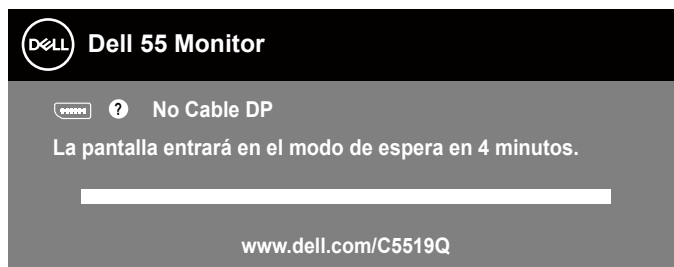 DELL Dell 55 Monitor
? No Cable DP
La pantalla entrará en el modo de espera en 4 minutos.
www.dell.com/C5519Q